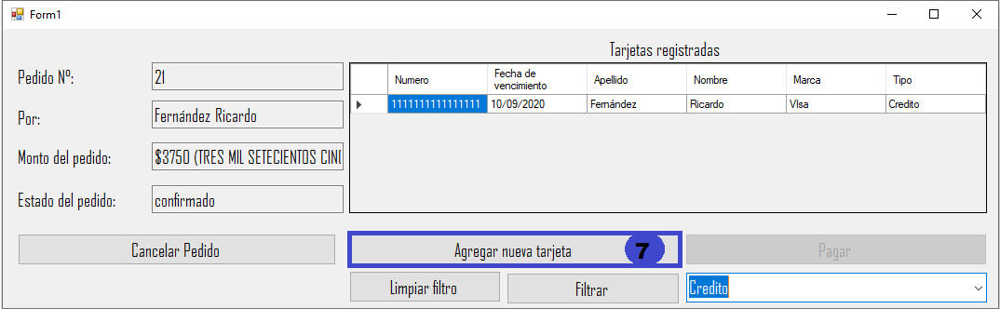 Form1
Tarjetas registradas
Pedido Nº: 21
Por: Fernández Ricardo
Monto del pedido: $3750 (TRES MIL SETECIENTOS CINC
Estado del pedido: confirmado
Numero Fecha de vencimiento Apellido Nombre Marca Tipo
1111111111111111 10/09/2020 Fernández Ricardo VIsa Credito
Cancelar Pedido Agregar nueva tarjeta 7 Pagar
Limpiar filtro Filtrar Credito